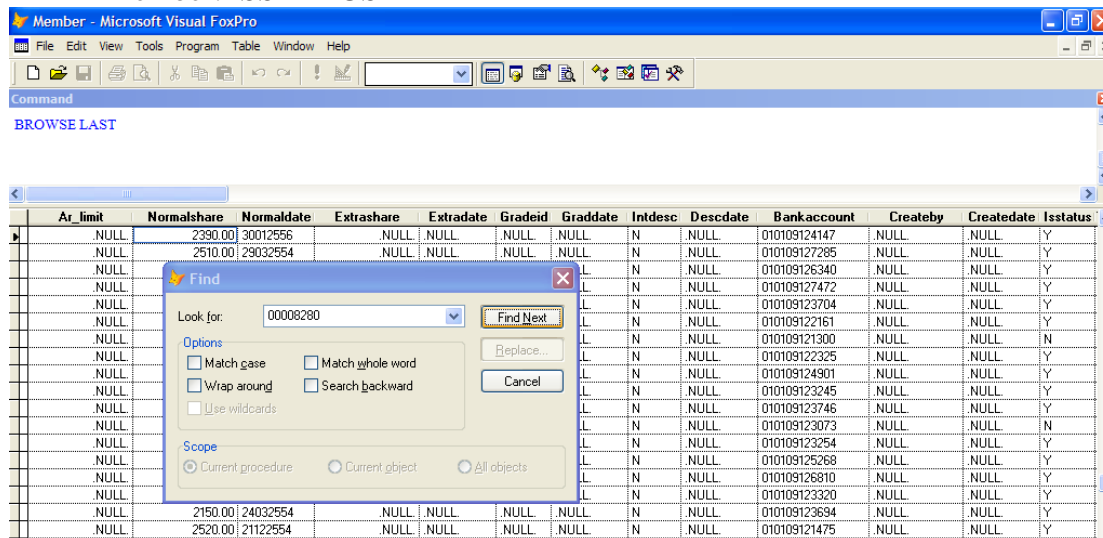 Member - Microsoft Visual FoxPro
File Edit View Tools Program Table Window Help
Command
BROWSE LAST
Ar_limit Normalshare Normaldate Extrashare Extradate Gradeid Graddate Intdesc Descdate Bankaccount Createby Createdate Isstatus
.NULL. 2390.00 30012556 .NULL. .NULL. .NULL. .NULL. N .NULL. 010109124147 .NULL. .NULL. Y
.NULL. 2510.00 29032554 .NULL. .NULL. .NULL. .NULL. N .NULL. 010109127285 .NULL. .NULL. Y
.NULL. N .NULL. 010109126340 .NULL. .NULL. Y
.NULL. N .NULL. 010109127472 .NULL. .NULL. Y
.NULL. N .NULL. 010109123704 .NULL. .NULL. Y
.NULL. N .NULL. 010109122161 .NULL. .NULL. Y
.NULL. N .NULL. 010109121300 .NULL. .NULL. N
.NULL. N .NULL. 010109122325 .NULL. .NULL. Y
.NULL. N .NULL. 010109124901 .NULL. .NULL. Y
.NULL. N .NULL. 010109123245 .NULL. .NULL. Y
.NULL. N .NULL. 010109123746 .NULL. .NULL. Y
.NULL. N .NULL. 010109123073 .NULL. .NULL. N
.NULL. N .NULL. 010109123254 .NULL. .NULL. Y
.NULL. N .NULL. 010109125268 .NULL. .NULL. Y
.NULL. N .NULL. 010109126810 .NULL. .NULL. Y
.NULL. N .NULL. 010109123320 .NULL. .NULL. Y
.NULL. 2150.00 24032554 .NULL. .NULL. .NULL. .NULL. N .NULL. 010109123694 .NULL. .NULL. Y
.NULL. 2520.00 21122554 .NULL. .NULL. .NULL. .NULL. N .NULL. 010109121475 .NULL. .NULL. Y
Find
Look for: 00008280 Find Next
Options Replace...
Match case Match whole word
Wrap around Search backward Cancel
Use wildcards
Scope
Current procedure Current object All objects